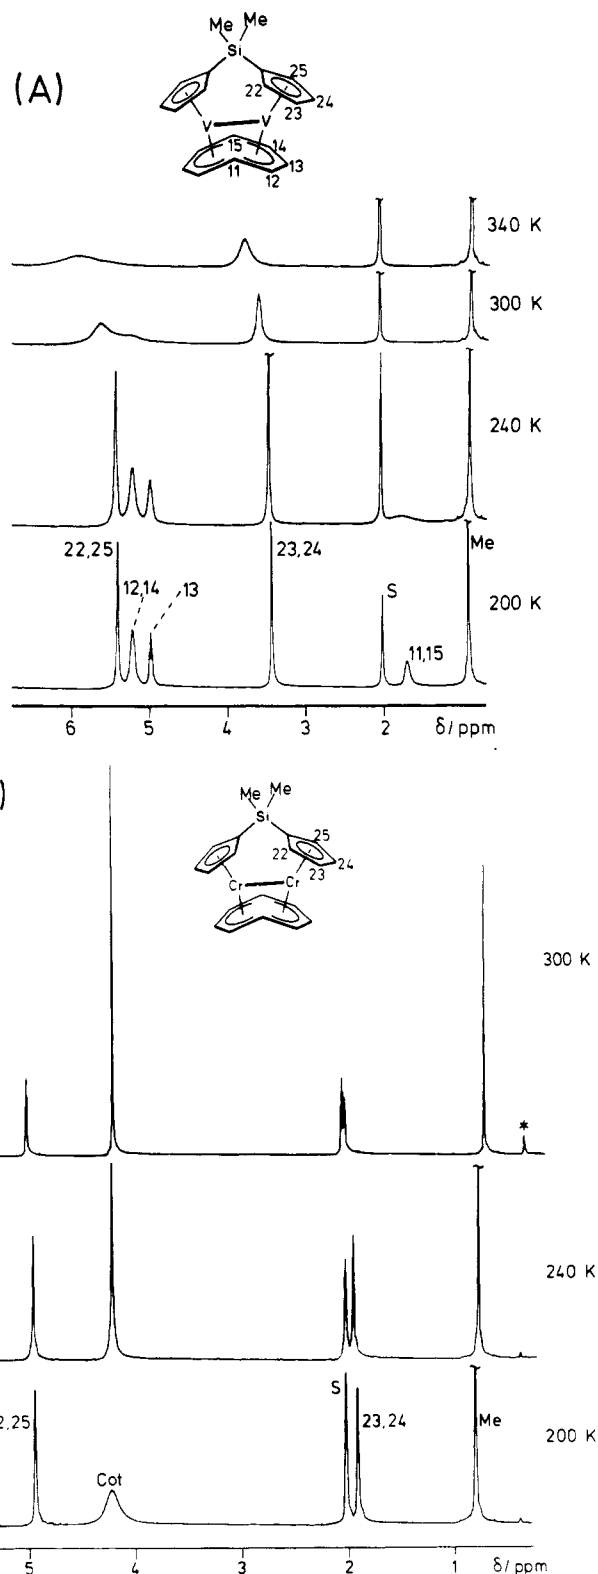 Me Me
Si
(A)
25
22
24
23
V V
15 14
13
11
12
340 K
300 K
240 K
22,25
23,24
Me
12,14
13
S
200 K
11,15
6 5 4 3 2 δ/ppm
)
Me Me
Si
25
22
24
23
Cr Cr
300 K
*
240 K
2,25
S
23,24
Me
200 K
Cot
5 4 3 2 1 δ/ppm